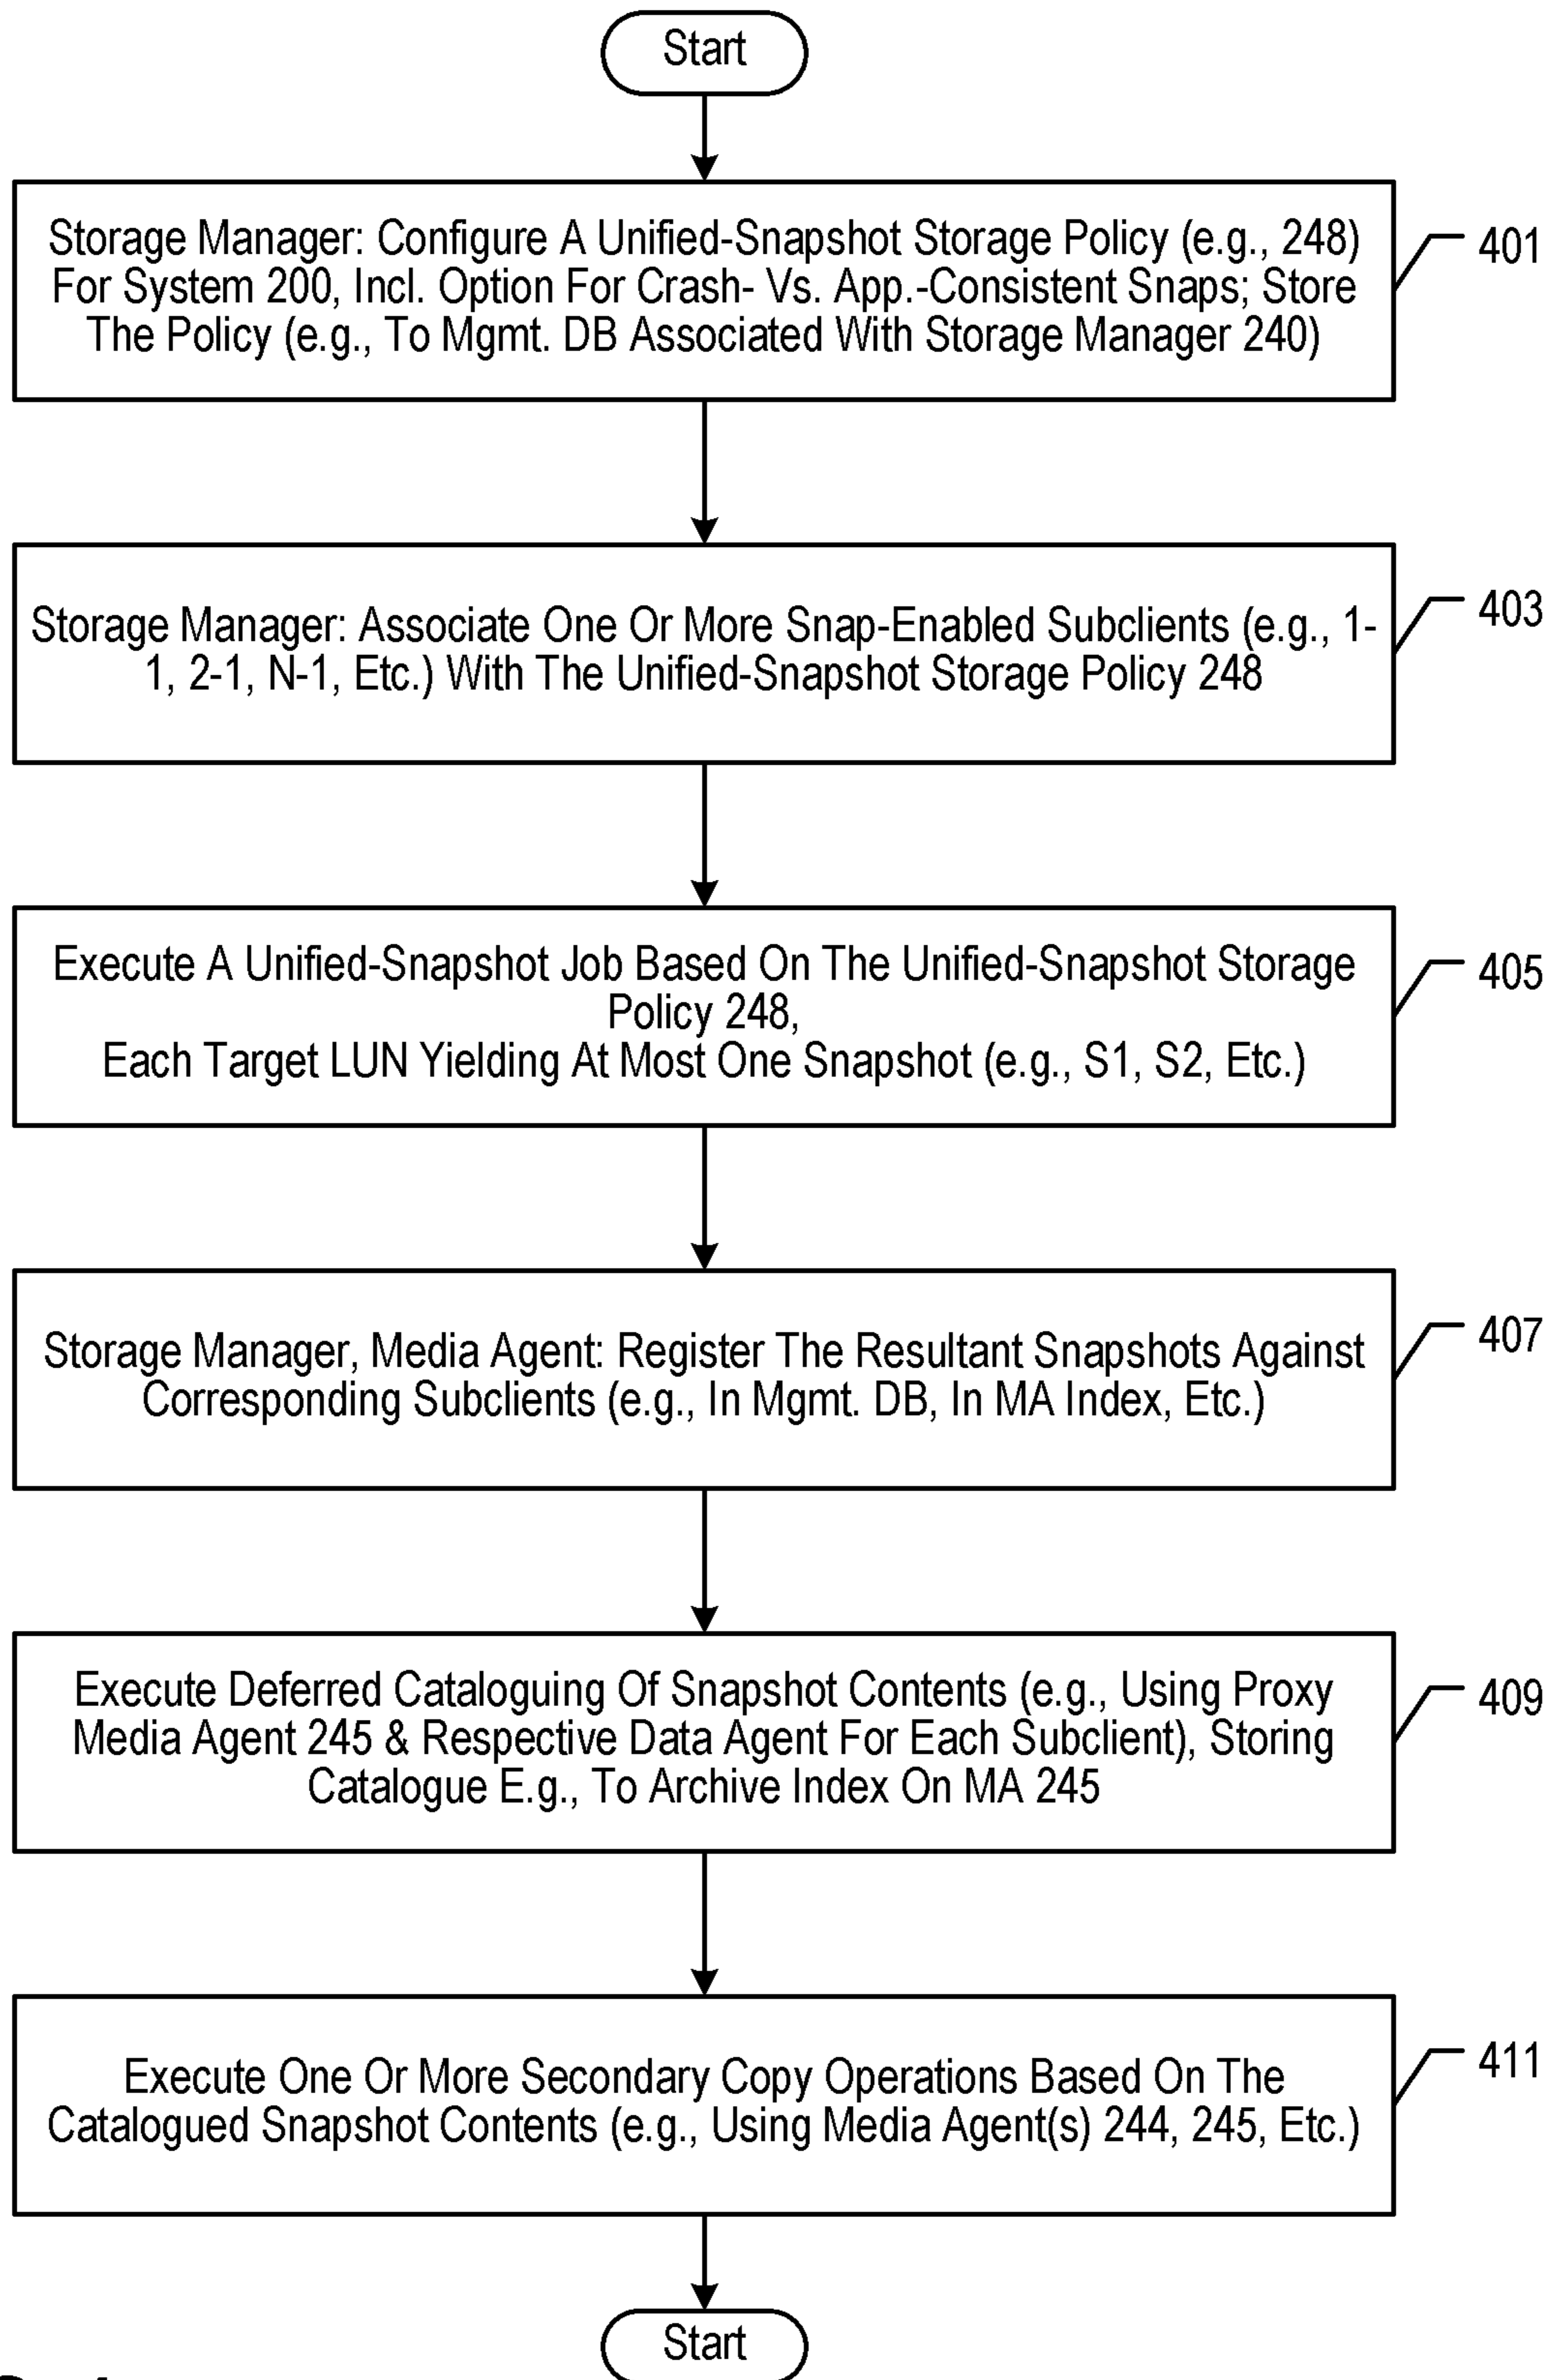 Start
Storage Manager: Configure A Unified-Snapshot Storage Policy (e.g., 248)
For System 200, Incl. Option For Crash- Vs. App.-Consistent Snaps; Store
The Policy (e.g., To Mgmt. DB Associated With Storage Manager 240)
401
Storage Manager: Associate One Or More Snap-Enabled Subclients (e.g., 1-
1, 2-1, N-1, Etc.) With The Unified-Snapshot Storage Policy 248
403
Execute A Unified-Snapshot Job Based On The Unified-Snapshot Storage
Policy 248,
Each Target LUN Yielding At Most One Snapshot (e.g., S1, S2, Etc.)
405
Storage Manager, Media Agent: Register The Resultant Snapshots Against
Corresponding Subclients (e.g., In Mgmt. DB, In MA Index, Etc.)
407
Execute Deferred Cataloguing Of Snapshot Contents (e.g., Using Proxy
Media Agent 245 & Respective Data Agent For Each Subclient), Storing
Catalogue E.g., To Archive Index On MA 245
409
Execute One Or More Secondary Copy Operations Based On The
Catalogued Snapshot Contents (e.g., Using Media Agent(s) 244, 245, Etc.)
411
Start